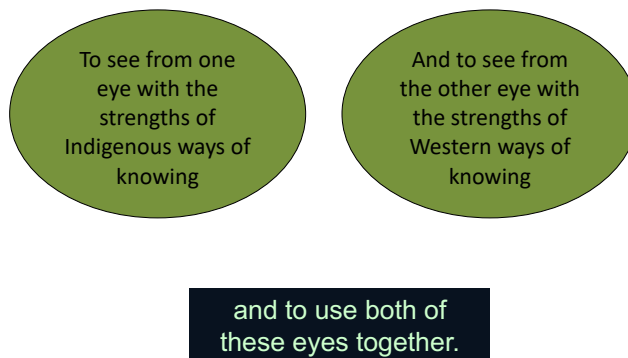 To see from one
eye with the
strengths of
Indigenous ways of
knowing
And to see from
the other eye with
the strengths of
Western ways of
knowing
and to use both of
these eyes together.